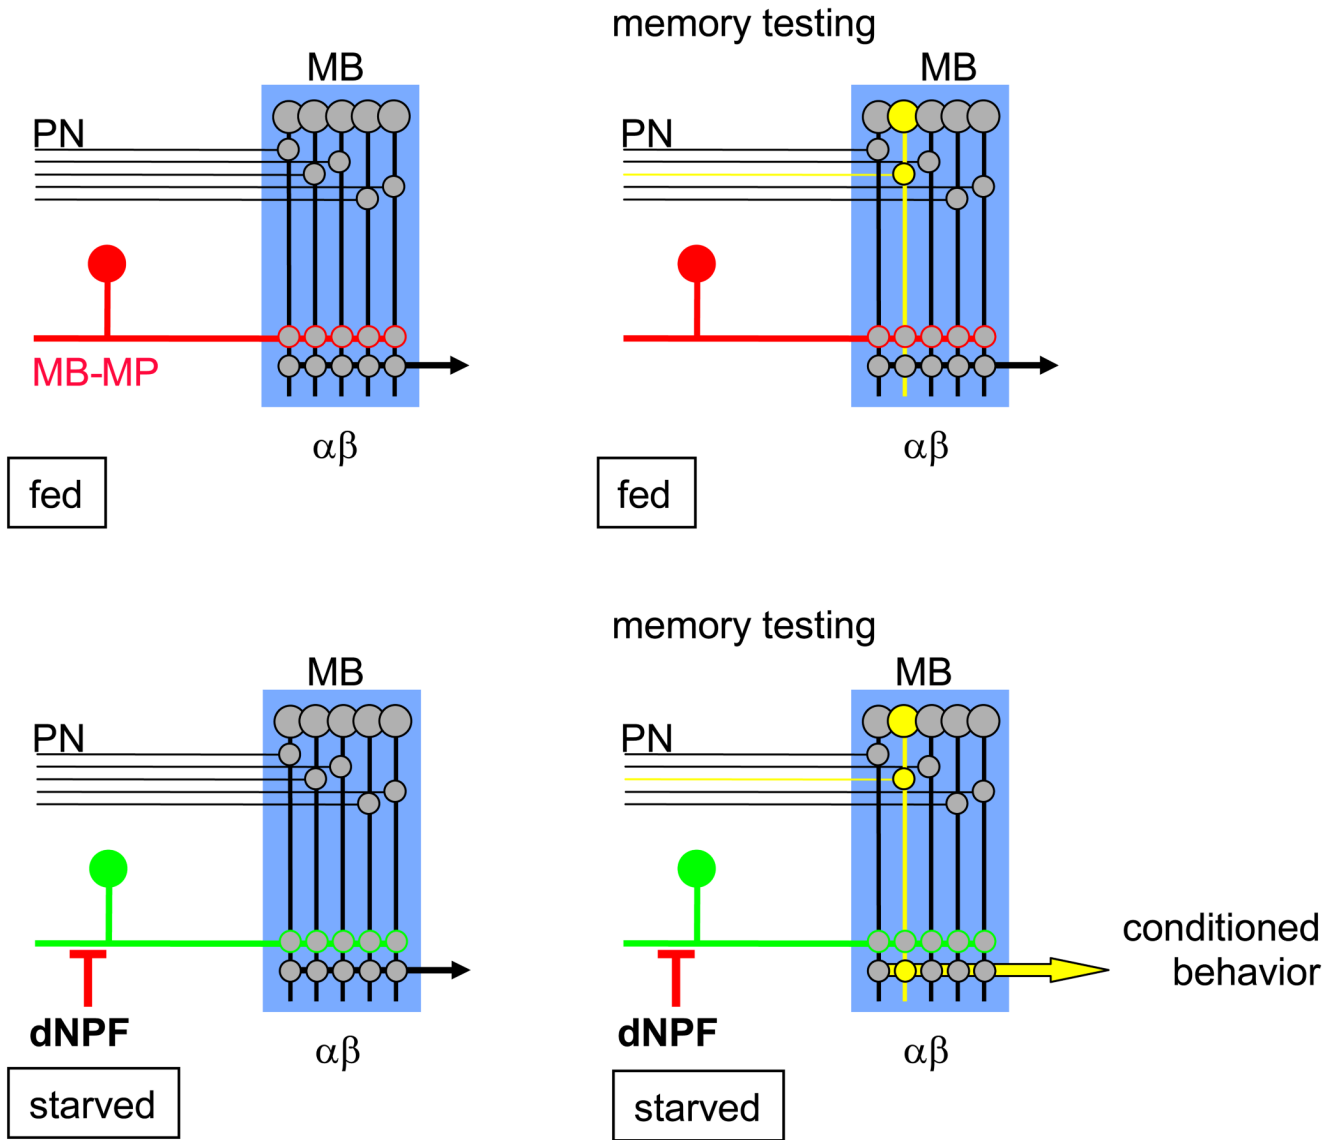 MB
PN
MB-MP
αβ
fed
memory testing
MB
PN
αβ
fed
MB
PN
dNPF
αβ
starved
memory testing
MB
PN
conditioned
behavior
dNPF
αβ
starved